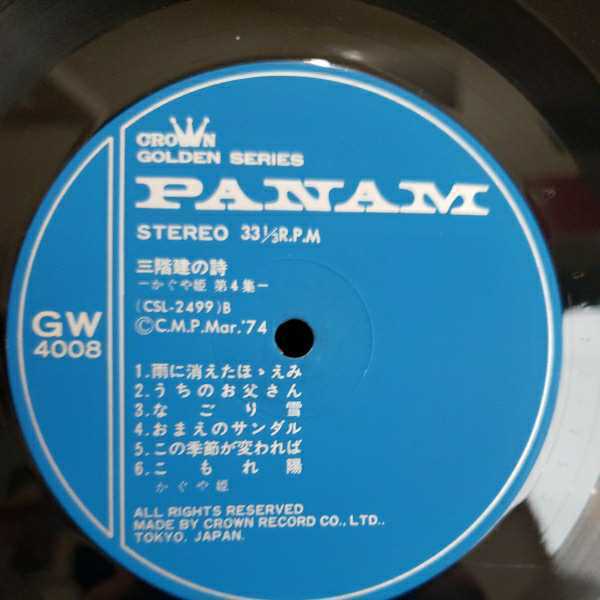 CROWN
GOLDEN SERIES
PANAM
STEREO 33⅓R.P.M
三階建の詩
−かぐや姫 第4集−
(CSL-2499)B
©C.M.P.Mar.'74
GW
4008
1.雨に消えたほゝえみ
2.うちのお父さん
3.なごり雪
4.おまえのサンダル
5.この季節が変われば
6.こもれ陽
かぐや姫
ALL RIGHTS RESERVED
MADE BY CROWN RECORD CO., LTD..
TOKYO, JAPAN.